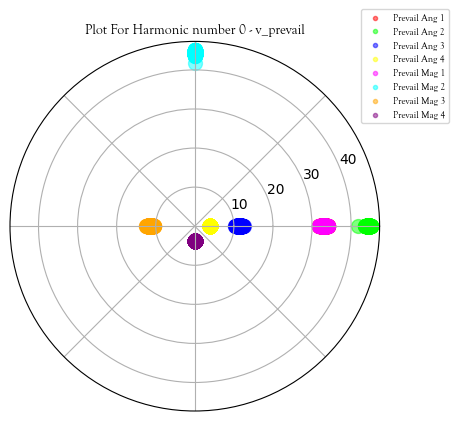 Plot For Harmonic number 0 - v_prevail
Prevail Ang 1
Prevail Ang 2
Prevail Ang 3
Prevail Ang 4
Prevail Mag 1
Prevail Mag 2
Prevail Mag 3
Prevail Mag 4
40
30
20
10